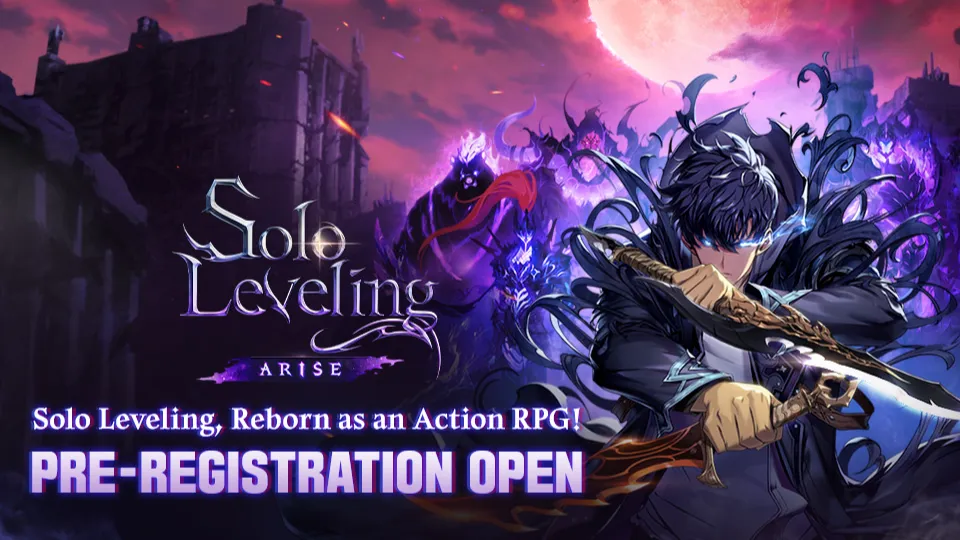 Solo
Leveling
ARISE
Solo Leveling, Reborn as an Action RPG!
PRE-REGISTRATION OPEN